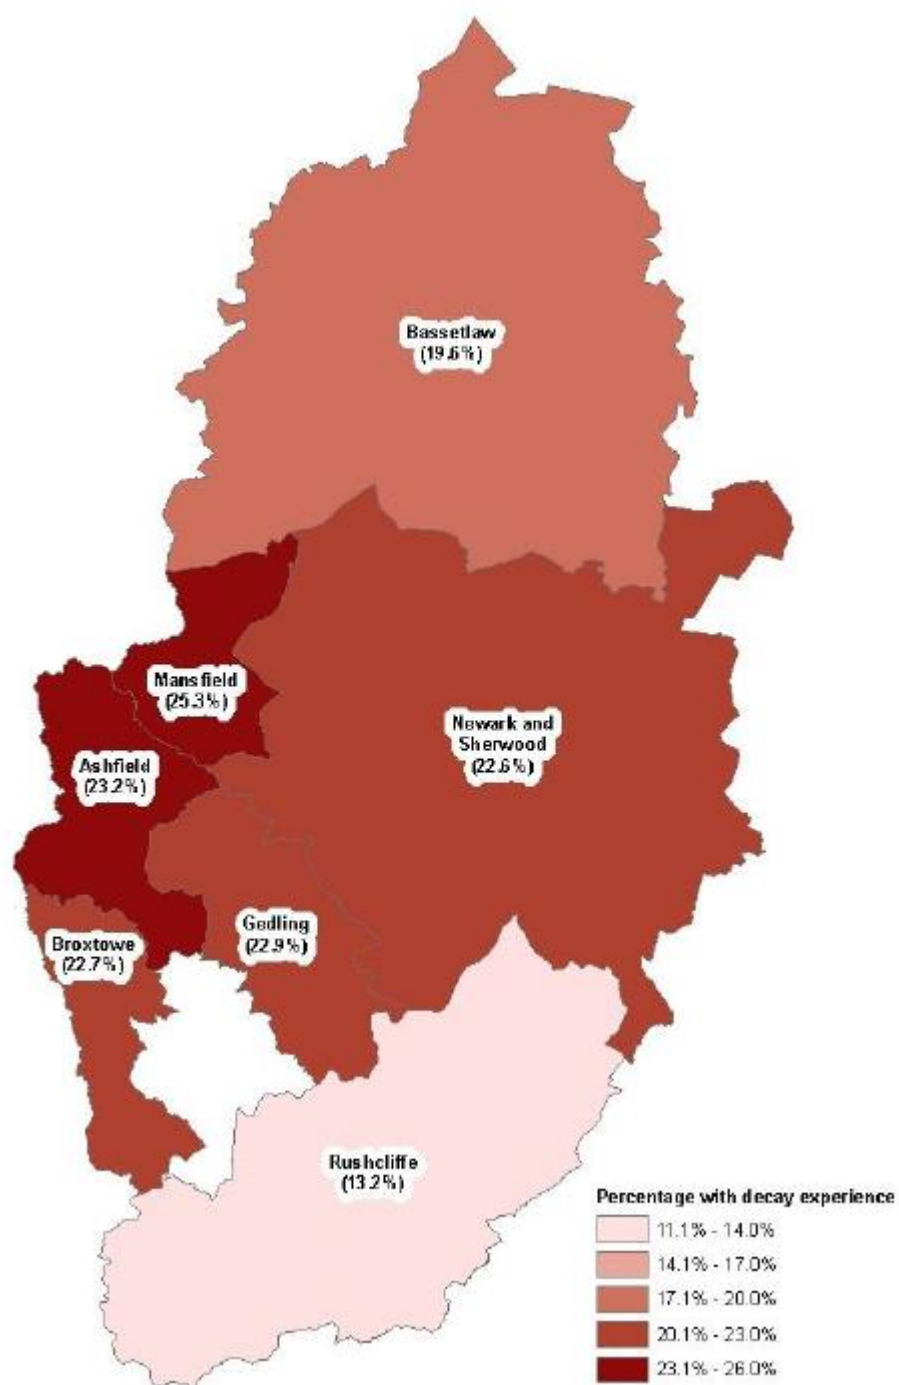 Bassetlaw
(19.6%)
Mansfield
(25.3%)
Newark and
Sherwood
(22.6%)
Ashfield
(23.2%)
Gedling
(22.9%)
Broxtowe
(22.7%)
Rushcliffe
(13.2%)
Percentage with decay experience
11.1% - 14.0%
14.1% - 17.0%
17.1% - 20.0%
20.1% - 23.0%
23.1% - 26.0%